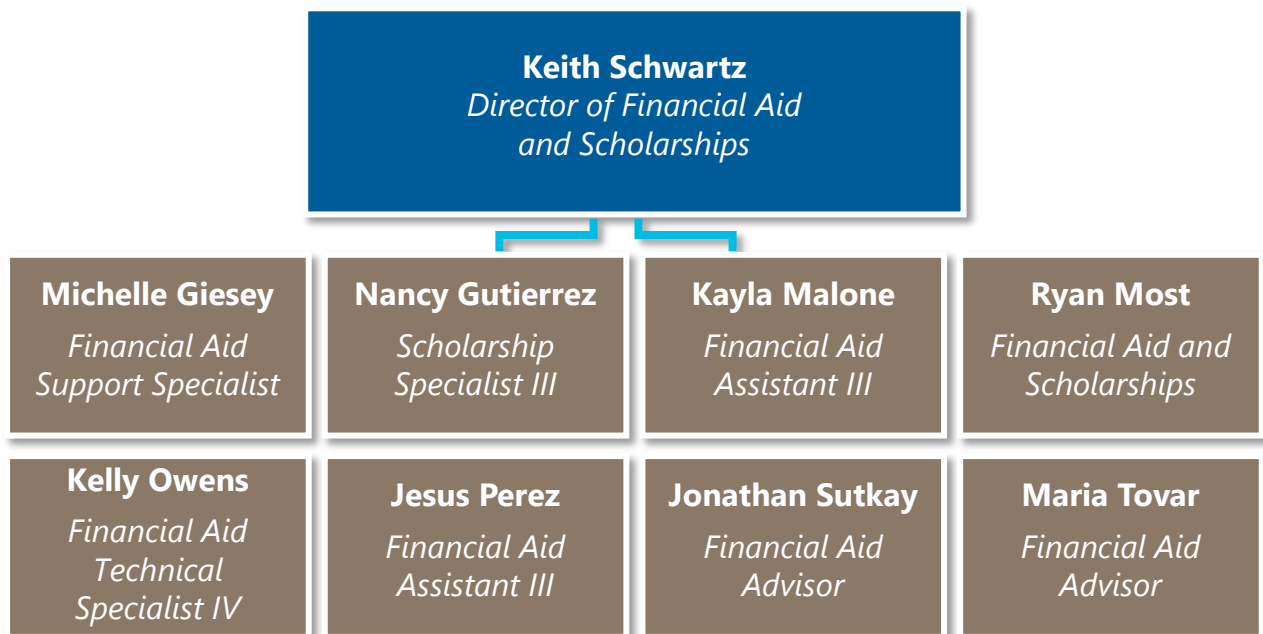 Keith Schwartz
Director of Financial Aid
and Scholarships
Michelle Giesey
Financial Aid
Support Specialist
Nancy Gutierrez
Scholarship
Specialist III
Kayla Malone
Financial Aid
Assistant III
Ryan Most
Financial Aid and
Scholarships
Kelly Owens
Financial Aid
Technical
Specialist IV
Jesus Perez
Financial Aid
Assistant III
Jonathan Sutkay
Financial Aid
Advisor
Maria Tovar
Financial Aid
Advisor